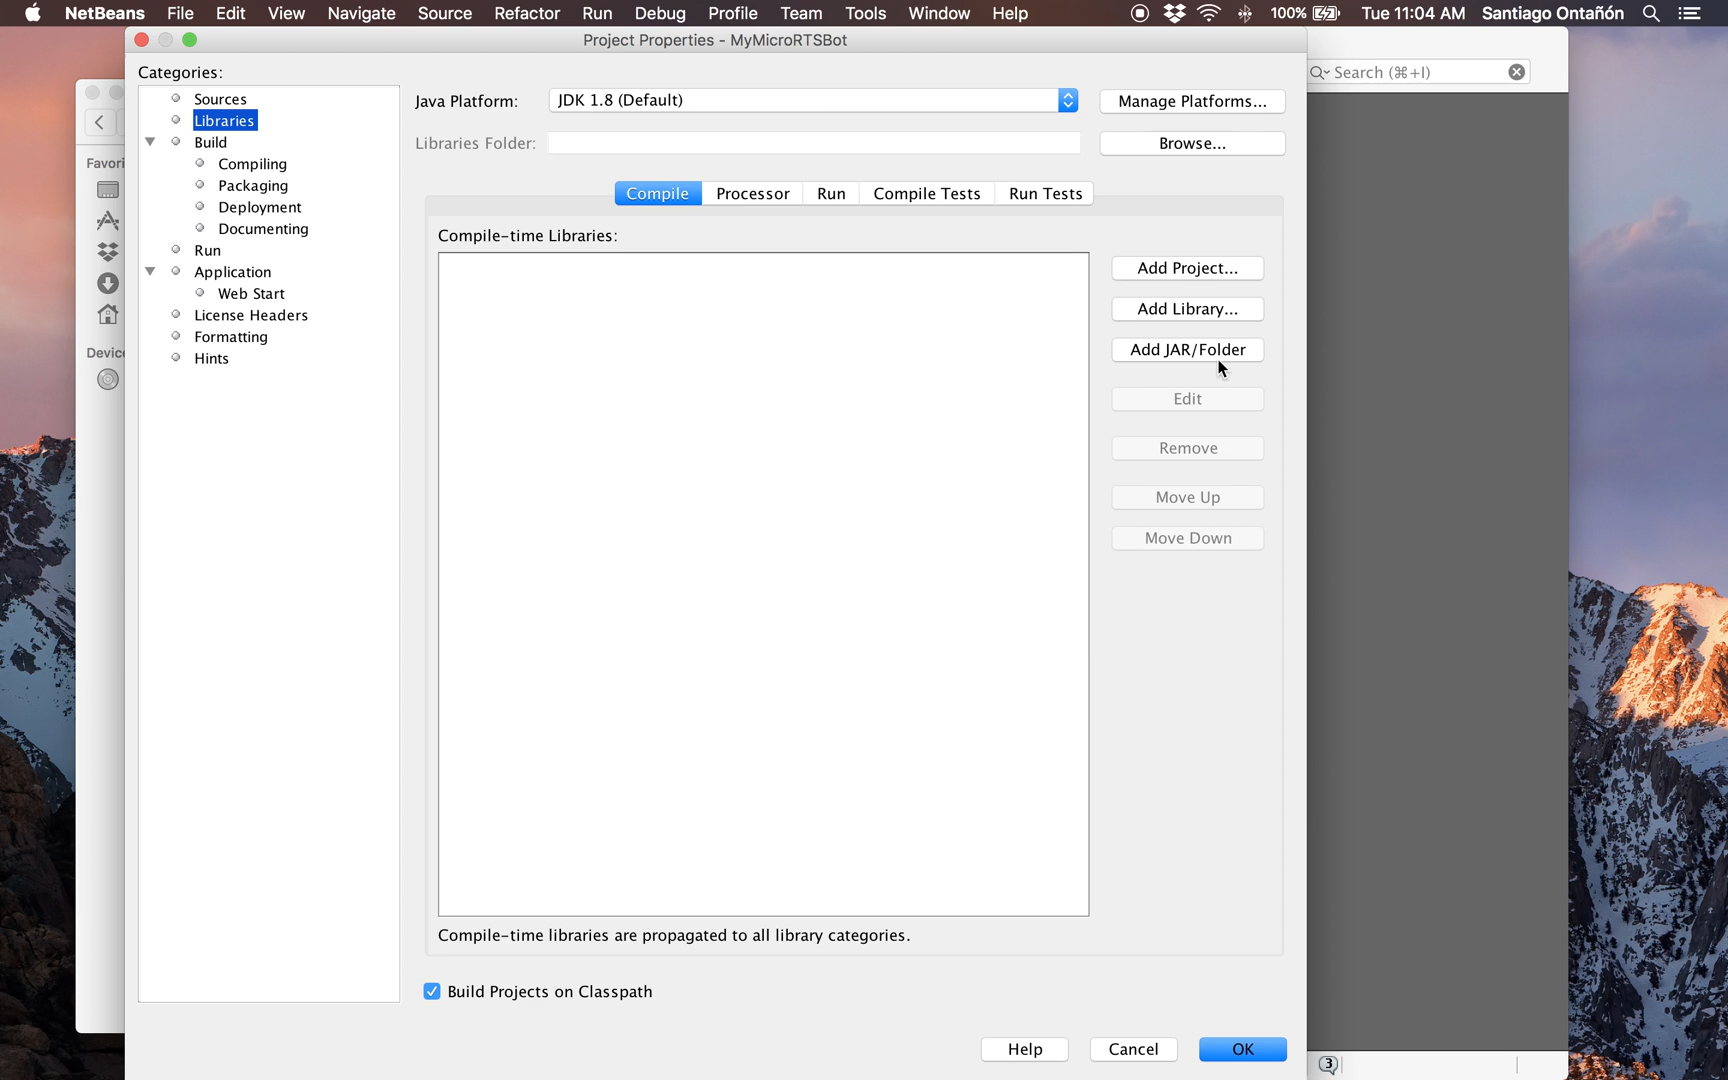 NetBeans File Edit View Navigate Source Refactor Run Debug Profile Team Tools Window Help 100% Tue 11:04 AM Santiago Ontañón
Project Properties - MyMicroRTSBot
Search (⌘+I)
Categories:
Sources
Libraries
Build
Compiling
Packaging
Deployment
Documenting
Run
Application
Web Start
License Headers
Formatting
Hints
Favori
Device
Java Platform: JDK 1.8 (Default) Manage Platforms...
Libraries Folder: Browse...
Compile Processor Run Compile Tests Run Tests
Compile-time Libraries:
Add Project...
Add Library...
Add JAR/Folder
Edit
Remove
Move Up
Move Down
Compile-time libraries are propagated to all library categories.
Build Projects on Classpath
Help Cancel OK
3